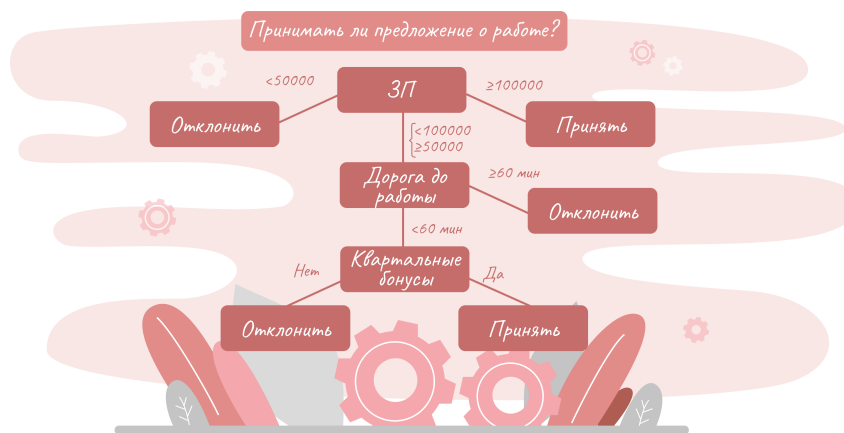 Принимать ли предложение о работе?
<50000
ЗП
≥100000
Отклонить
Принять
<100000
≥50000
Дорога до
работы
≥60 мин
Отклонить
<60 мин
Нет
Квартальные
бонусы
Да
Отклонить
Принять